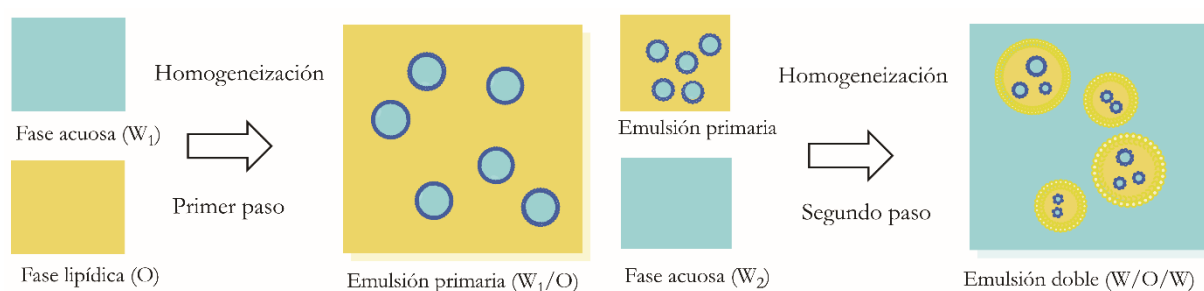 Fase acuosa (W₁)
Fase lipídica (O)
Homogeneización
Primer paso
Emulsión primaria (W₁/O)
Emulsión primaria
Fase acuosa (W₂)
Homogeneización
Segundo paso
Emulsión doble (W/O/W)